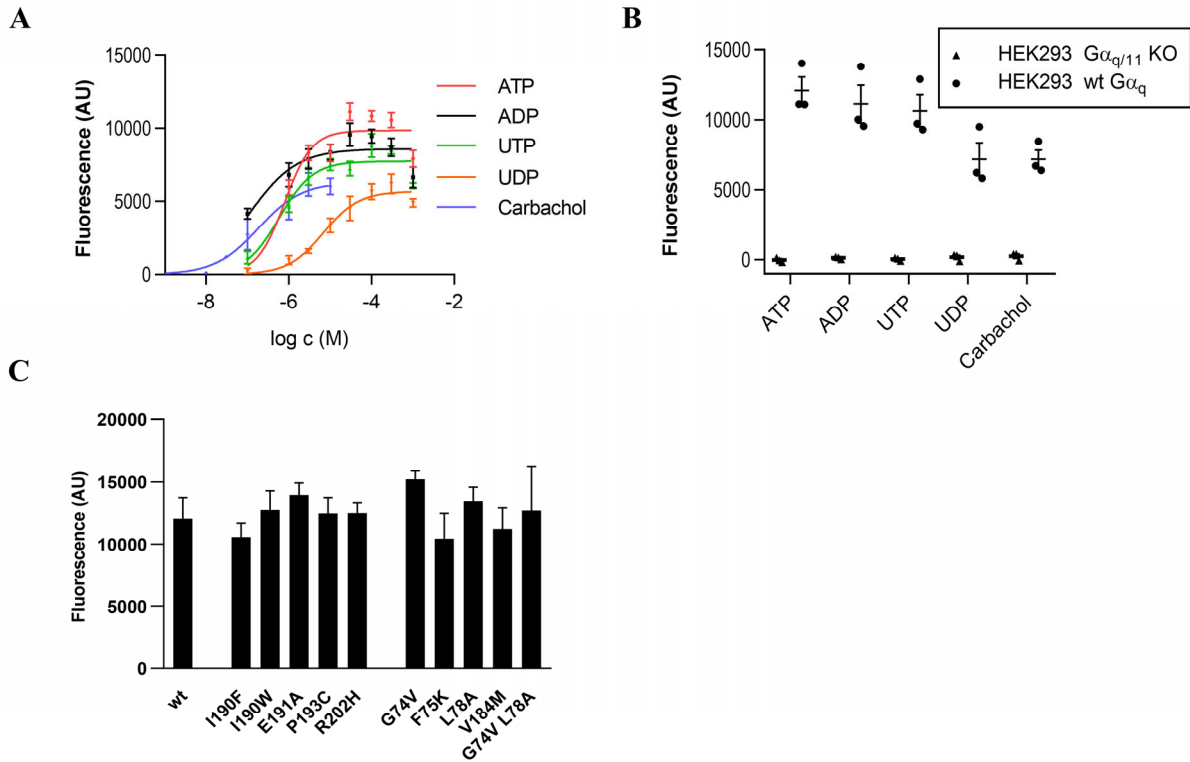 A
Fluorescence (AU)
15000
10000
5000
0
-8
-6
-4
-2
log c (M)
ATP
ADP
UTP
UDP
Carbachol
B
Fluorescence (AU)
15000
10000
5000
0
ATP
ADP
UTP
UDP
Carbachol
HEK293 Gαq/11 KO
HEK293 wt Gαq
C
Fluorescence (AU)
20000
15000
10000
5000
0
wt
I190F
I190W
E191A
P193C
R202H
G74V
F75K
L78A
V184M
G74V L78A